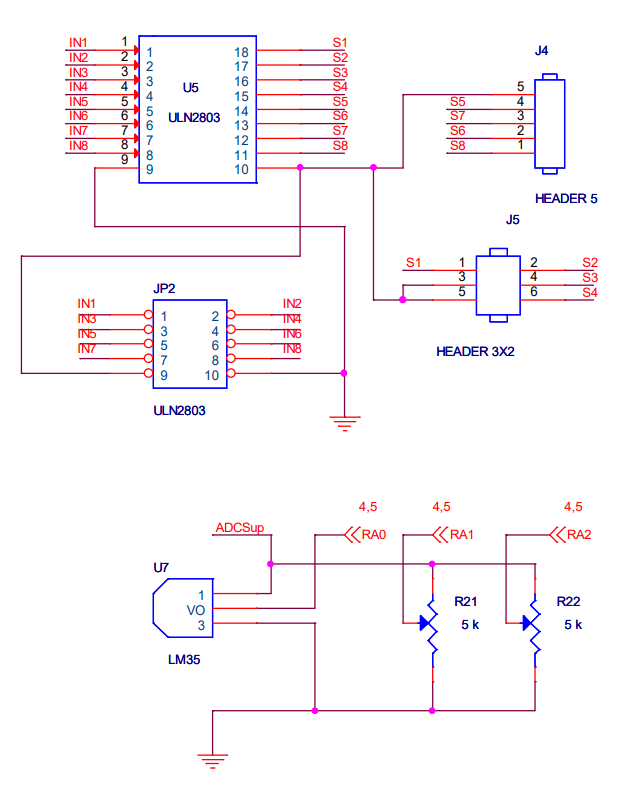 IN1 1 1 18 S1
IN2 2 2 17 S2
IN3 3 3 16 S3
IN4 4 4 15 S4
IN5 5 5 14 S5
IN6 6 6 13 S6
IN7 7 7 12 S7
IN8 8 8 11 S8
9 9 10
U5
ULN2803
J4
5
S5 4
S7 3
S6 2
S8 1
HEADER 5
J5
S1 1 2 S2
3 4 S3
5 6 S4
HEADER 3X2
JP2
IN1 1 2 IN2
IN3 3 4 IN4
IN5 5 6 IN6
IN7 7 8 IN8
9 10
ULN2803
4,5 4,5 4,5
ADCSup RA0 RA1 RA2
U7
1
VO
3
LM35
R21
5 k
R22
5 k